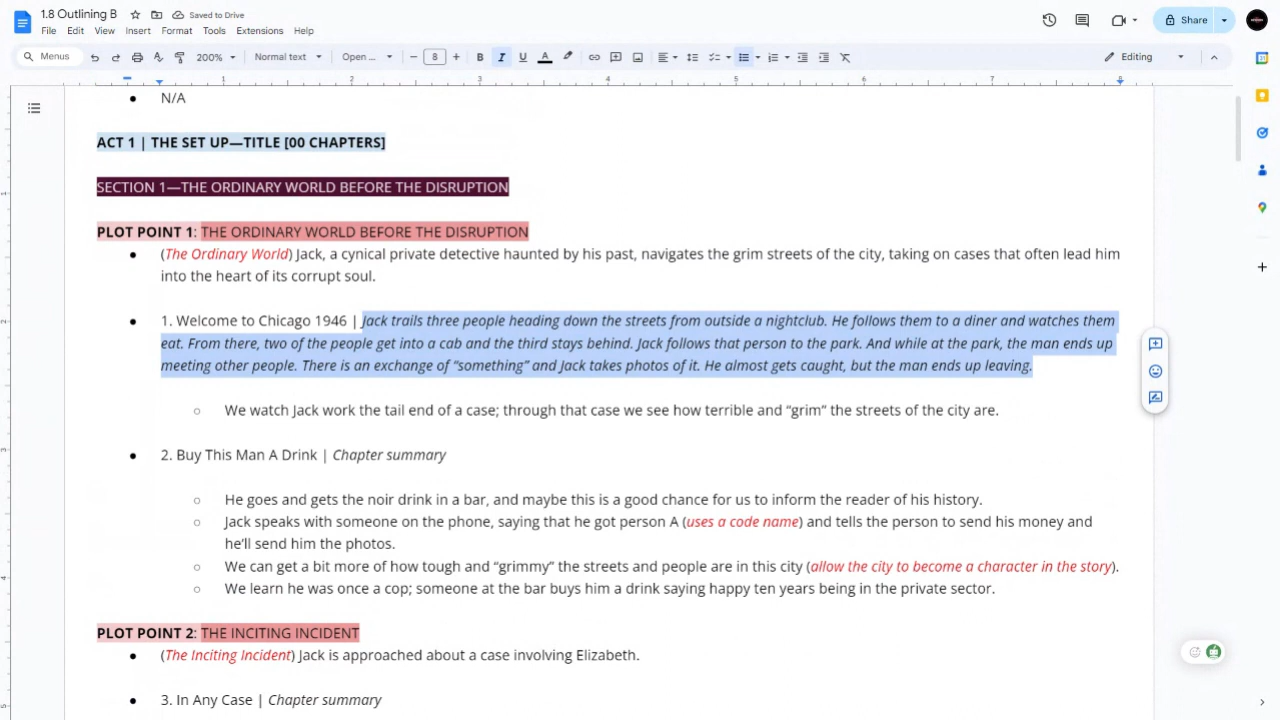 1.8 Outlining B
Saved to Drive
File Edit View Insert Format Tools Extensions Help
Share
Menus
200%
Normal text
Open ...
8
B I U A
Editing
1 2 3 4 5 6 7 8
N/A
ACT 1 | THE SET UP—TITLE [00 CHAPTERS]
SECTION 1—THE ORDINARY WORLD BEFORE THE DISRUPTION
PLOT POINT 1: THE ORDINARY WORLD BEFORE THE DISRUPTION
(The Ordinary World) Jack, a cynical private detective haunted by his past, navigates the grim streets of the city, taking on cases that often lead him
into the heart of its corrupt soul.
1. Welcome to Chicago 1946 | Jack trails three people heading down the streets from outside a nightclub. He follows them to a diner and watches them
eat. From there, two of the people get into a cab and the third stays behind. Jack follows that person to the park. And while at the park, the man ends up
meeting other people. There is an exchange of “something” and Jack takes photos of it. He almost gets caught, but the man ends up leaving.
We watch Jack work the tail end of a case; through that case we see how terrible and “grim” the streets of the city are.
2. Buy This Man A Drink | Chapter summary
He goes and gets the noir drink in a bar, and maybe this is a good chance for us to inform the reader of his history.
Jack speaks with someone on the phone, saying that he got person A (uses a code name) and tells the person to send his money and
he’ll send him the photos.
We can get a bit more of how tough and “grimmy” the streets and people are in this city (allow the city to become a character in the story).
We learn he was once a cop; someone at the bar buys him a drink saying happy ten years being in the private sector.
PLOT POINT 2: THE INCITING INCIDENT
(The Inciting Incident) Jack is approached about a case involving Elizabeth.
3. In Any Case | Chapter summary